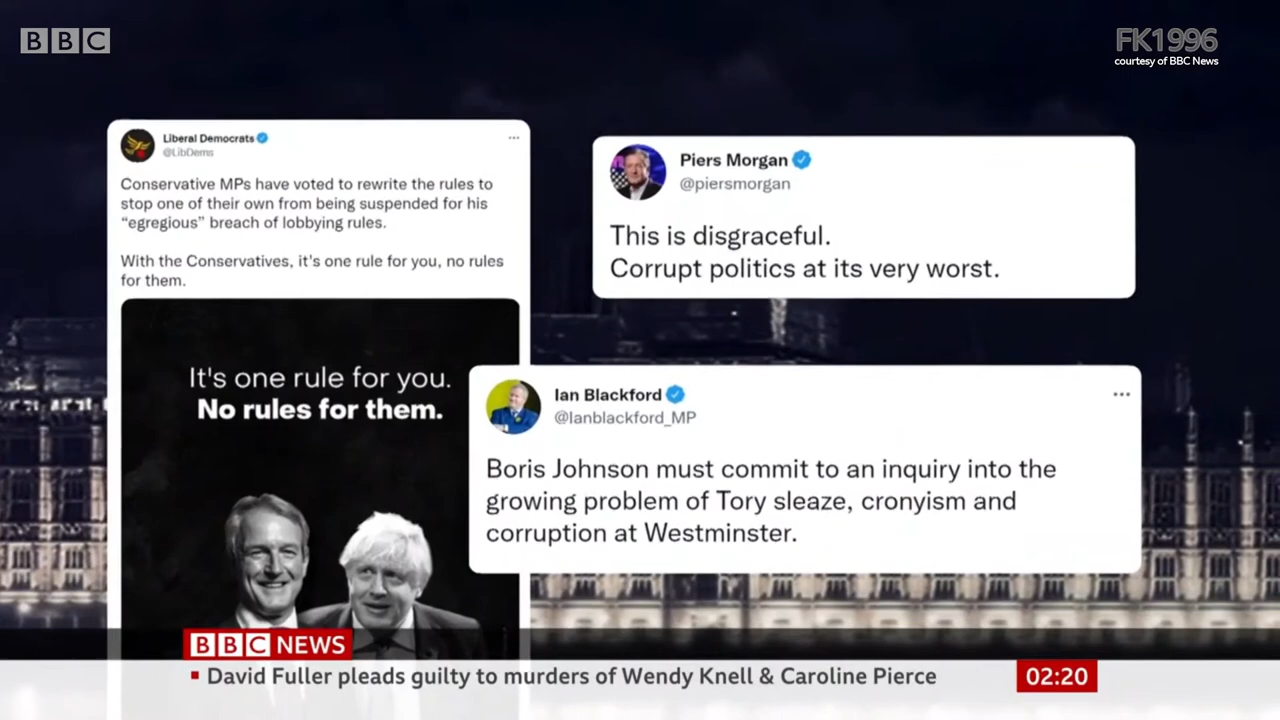 BBC
FK1996
courtesy of BBC News
Liberal Democrats
@LibDems
Conservative MPs have voted to rewrite the rules to
stop one of their own from being suspended for his
“egregious” breach of lobbying rules.
With the Conservatives, it's one rule for you, no rules
for them.
It's one rule for you.
No rules for them.
Piers Morgan
@piersmorgan
This is disgraceful.
Corrupt politics at its very worst.
Ian Blackford
@Ianblackford_MP
Boris Johnson must commit to an inquiry into the
growing problem of Tory sleaze, cronyism and
corruption at Westminster.
BBC NEWS
David Fuller pleads guilty to murders of Wendy Knell & Caroline Pierce
02:20